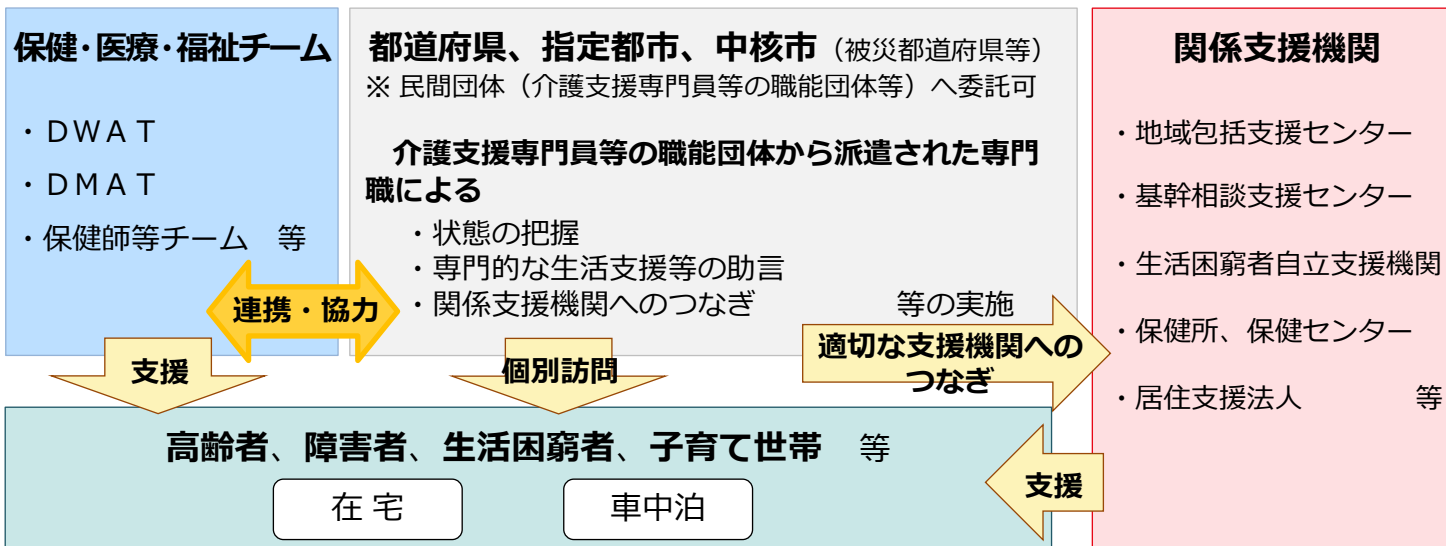 保健・医療・福祉チーム
・ＤＷＡＴ
・ＤＭＡＴ
・保健師等チーム　等
都道府県、指定都市、中核市（被災都道府県等）
※ 民間団体（介護支援専門員等の職能団体等）へ委託可
介護支援専門員等の職能団体から派遣された専門
職による
・状態の把握
・専門的な生活支援等の助言
・関係支援機関へのつなぎ　　　　　等の実施
連携・協力
関係支援機関
・地域包括支援センター
・基幹相談支援センター
・生活困窮者自立支援機関
・保健所、保健センター
・居住支援法人　　　　等
支援
個別訪問
適切な支援機関への
つなぎ
高齢者、障害者、生活困窮者、子育て世帯　等
在 宅
車中泊
支援